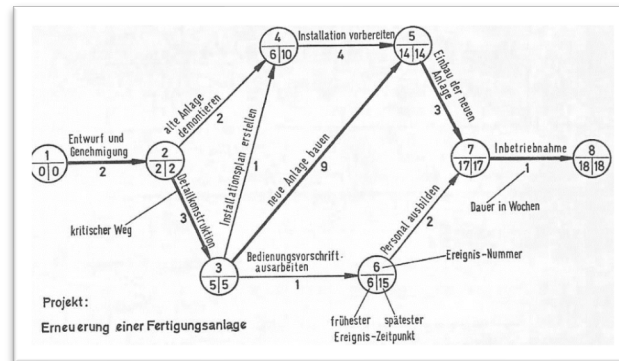 4
6|10
Installation vorbereiten
4
5
14|14
alte Anlage
demontieren
2
Einbau der neuen
Anlage
3
1
0|0
Entwurf und
Genehmigung
2
2
2|2
Installationsplan erstellen
1
neue Anlage bauen
9
7
17|17
Inbetriebnahme
1
8
18|18
Detailkonstruktion
3
kritischer Weg
Dauer in Wochen
Personal ausbilden
2
3
5|5
Bedienungsvorschrift-
ausarbeiten
1
6
6|15
Ereignis-Nummer
Projekt:
Erneuerung einer Fertigungsanlage
frühester spätester
Ereignis-Zeitpunkt